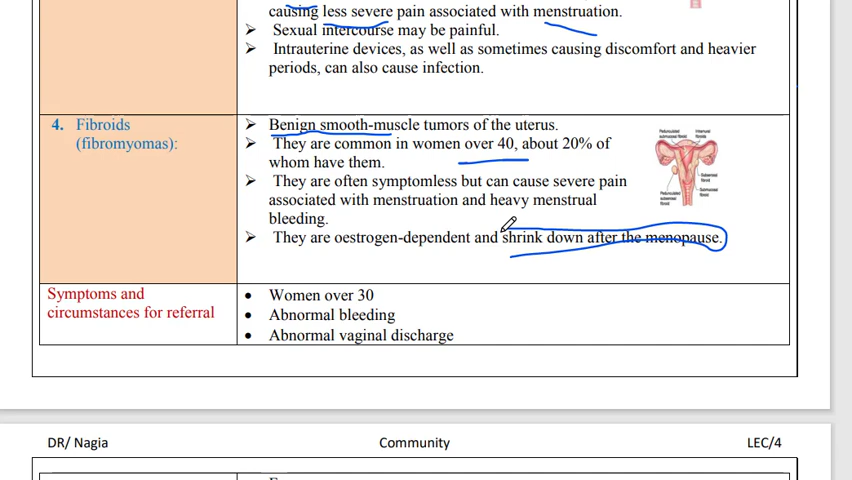 causing less severe pain associated with menstruation.
➢ Sexual intercourse may be painful.
➢ Intrauterine devices, as well as sometimes causing discomfort and heavier
periods, can also cause infection.
4. Fibroids
(fibromyomas):
➢ Benign smooth-muscle tumors of the uterus.
➢ They are common in women over 40, about 20% of
whom have them.
➢ They are often symptomless but can cause severe pain
associated with menstruation and heavy menstrual
bleeding.
➢ They are oestrogen-dependent and shrink down after the menopause.
Symptoms and
circumstances for referral
• Women over 30
• Abnormal bleeding
• Abnormal vaginal discharge
DR/ Nagia Community LEC/4